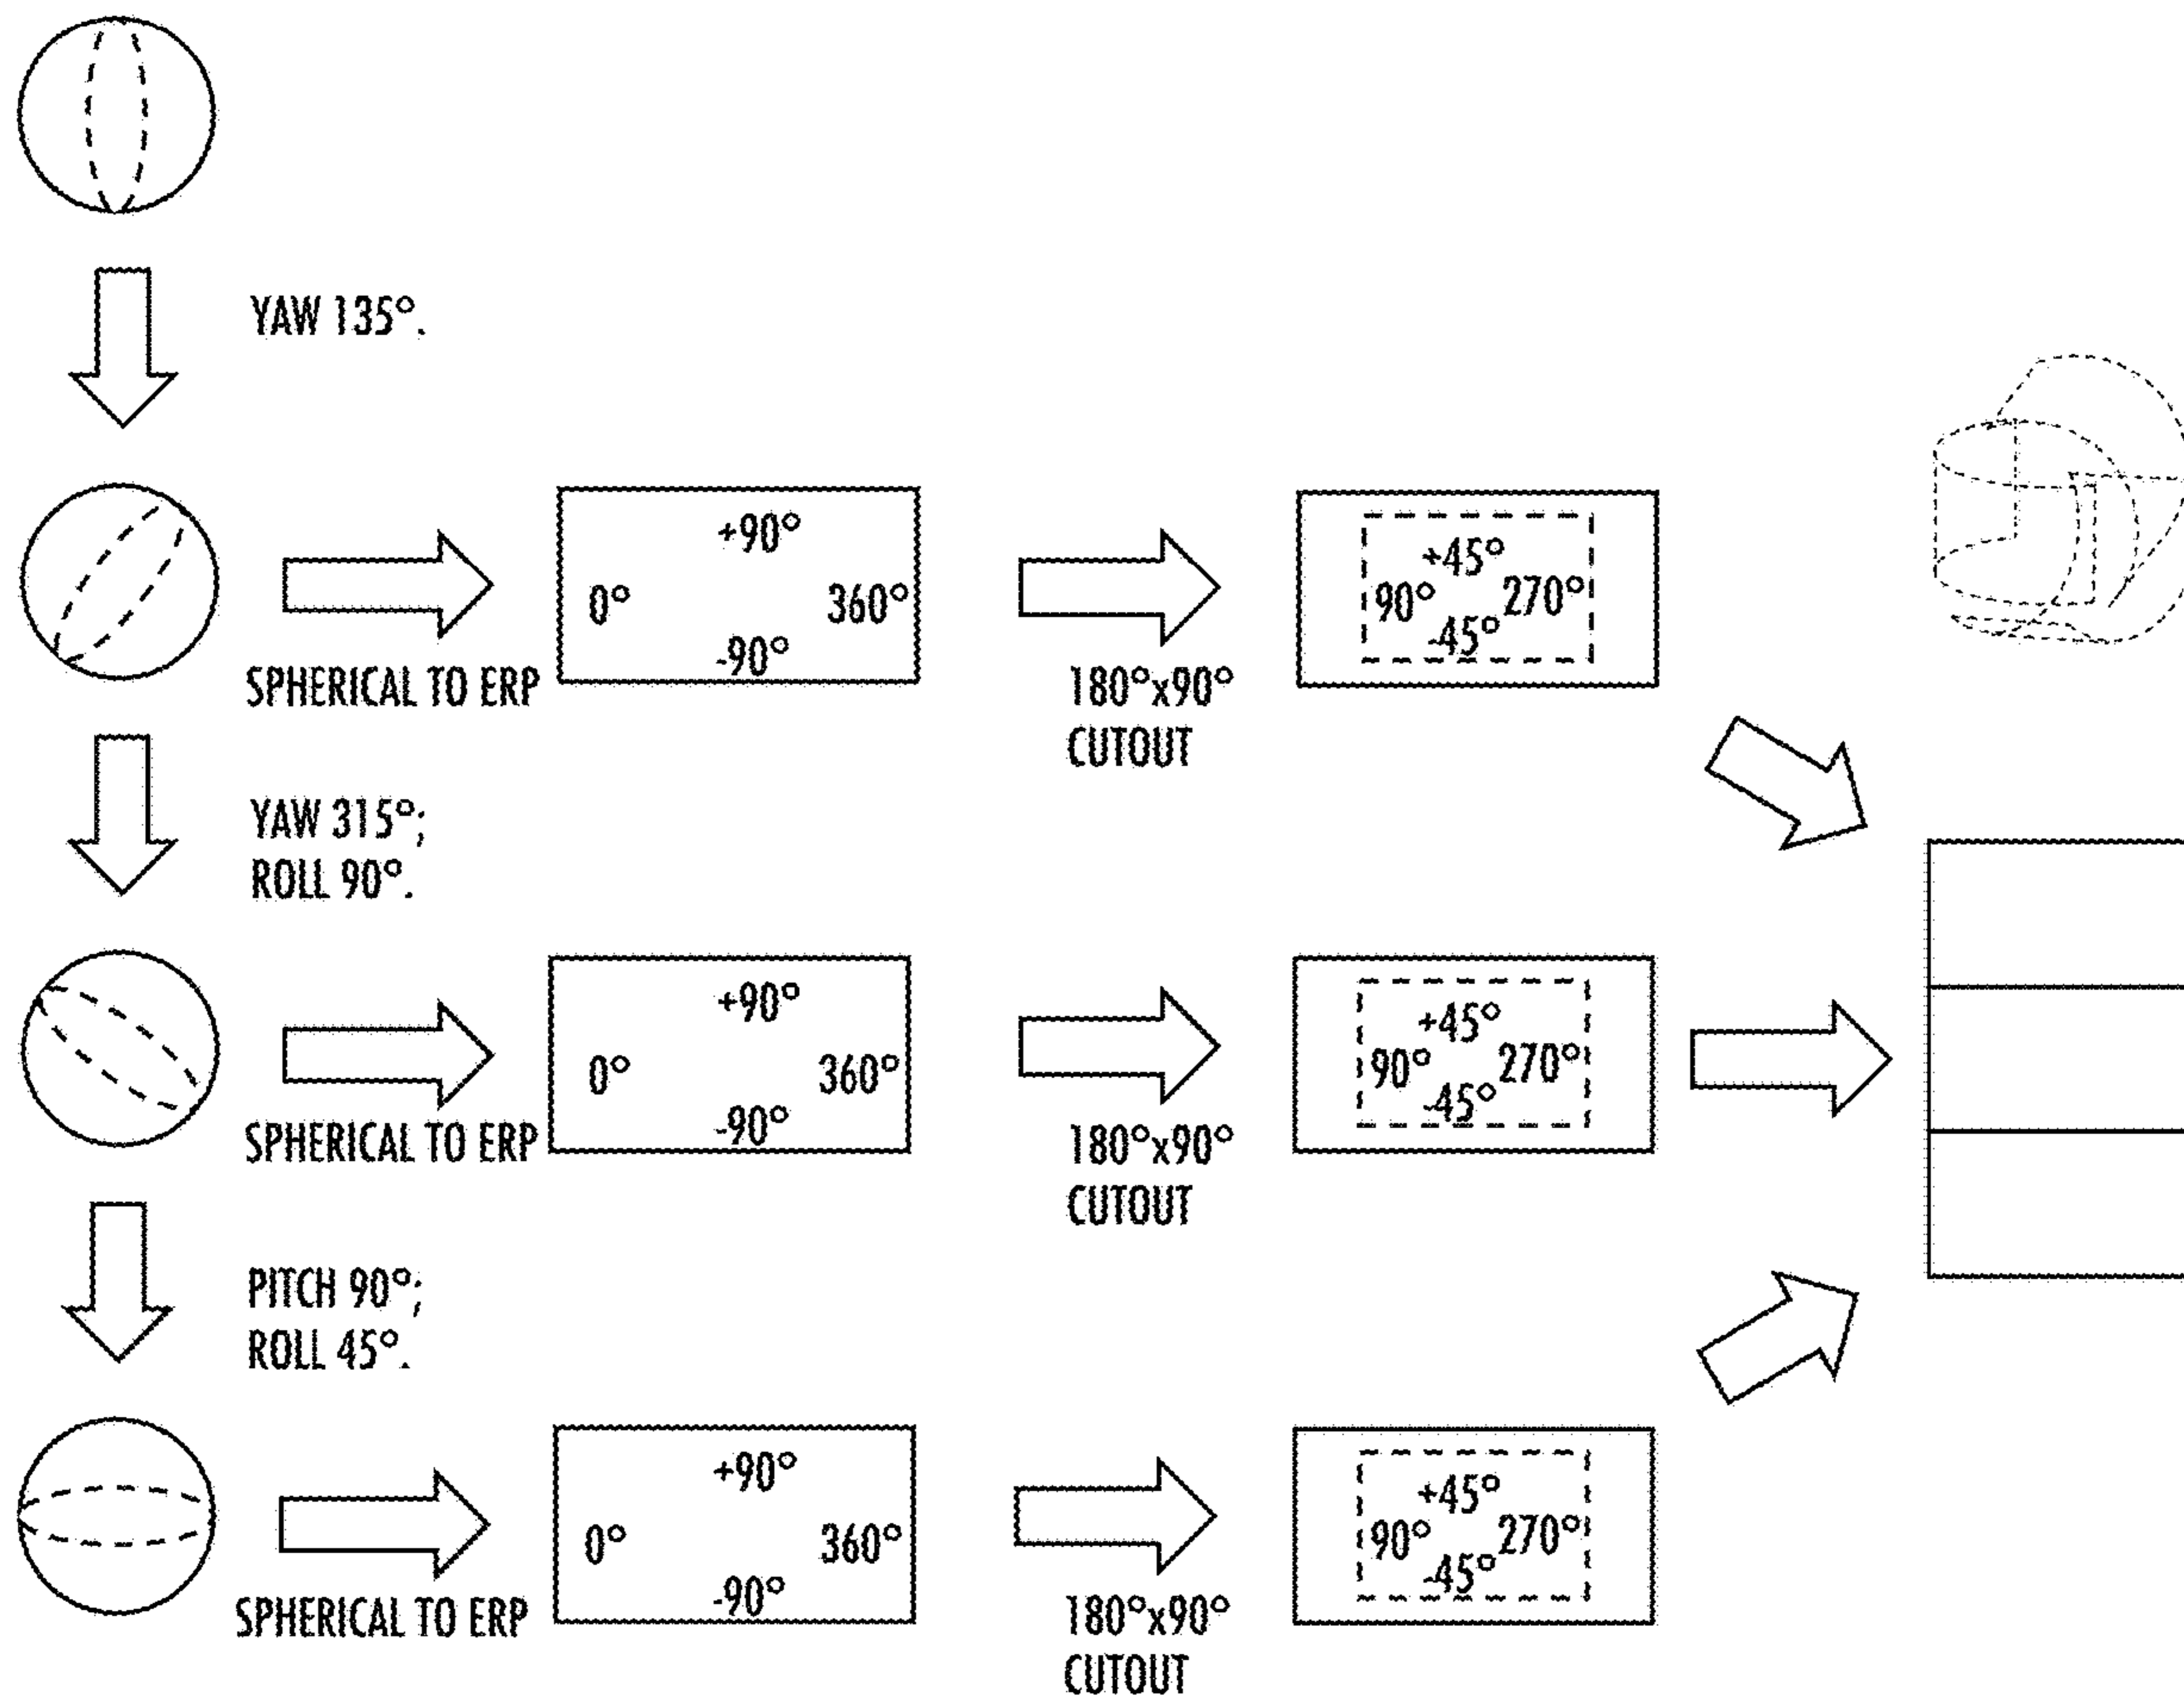 YAW 135°.
+90°
0°
360°
-90°
SPHERICAL TO ERP
180°x90°
CUTOUT
+45°
90°
270°
-45°
YAW 315°;
ROLL 90°.
+90°
0°
360°
-90°
SPHERICAL TO ERP
180°x90°
CUTOUT
+45°
90°
270°
-45°
PITCH 90°;
ROLL 45°.
+90°
0°
360°
-90°
SPHERICAL TO ERP
180°x90°
CUTOUT
+45°
90°
270°
-45°